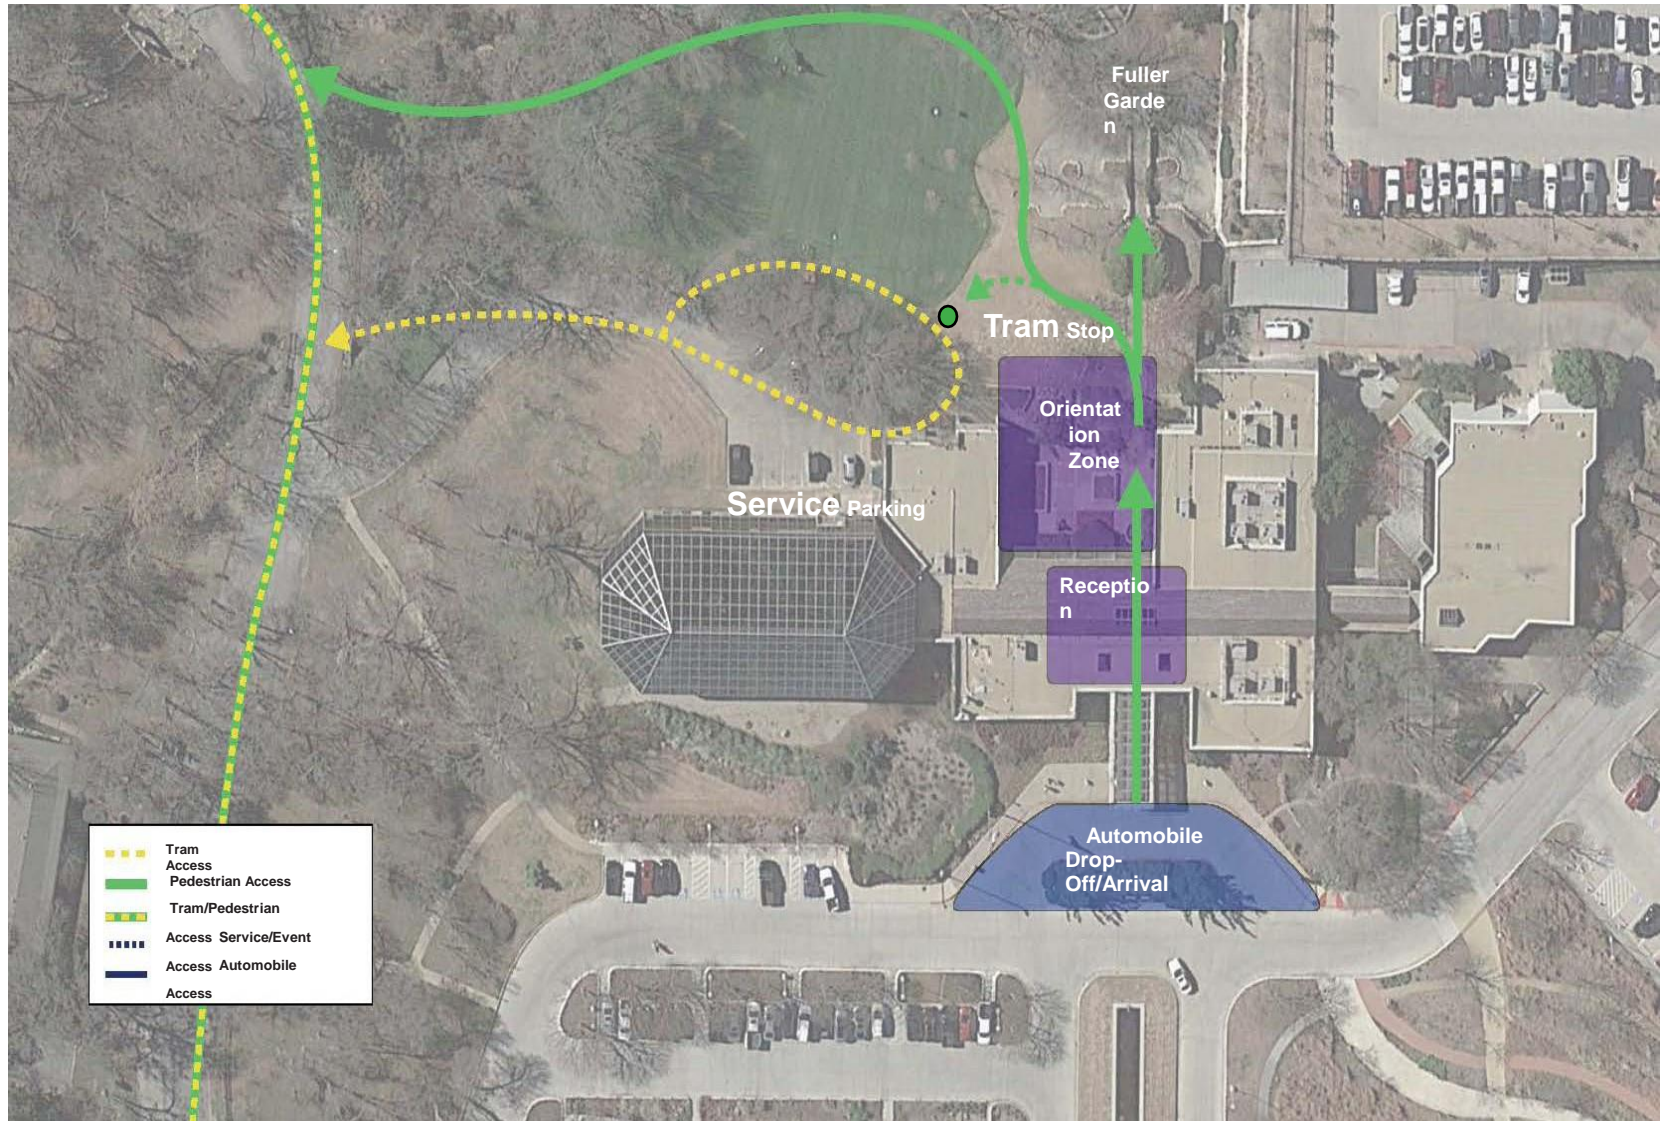 Fuller
Garde
n
Tram Stop
Orientat
ion
Zone
Service Parking
Receptio
n
Automobile
Drop-
Off/Arrival
Tram
Access
Pedestrian Access
Tram/Pedestrian
Access Service/Event
Access Automobile
Access